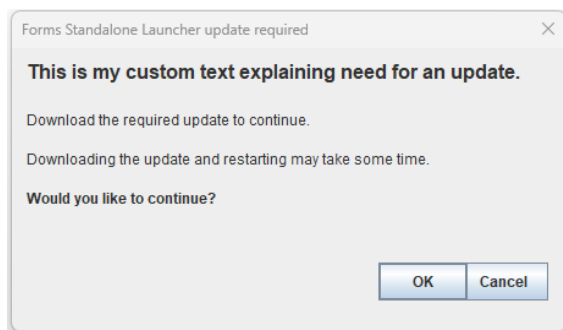 Forms Standalone Launcher update required
This is my custom text explaining need for an update.
Download the required update to continue.
Downloading the update and restarting may take some time.
Would you like to continue?
OK Cancel